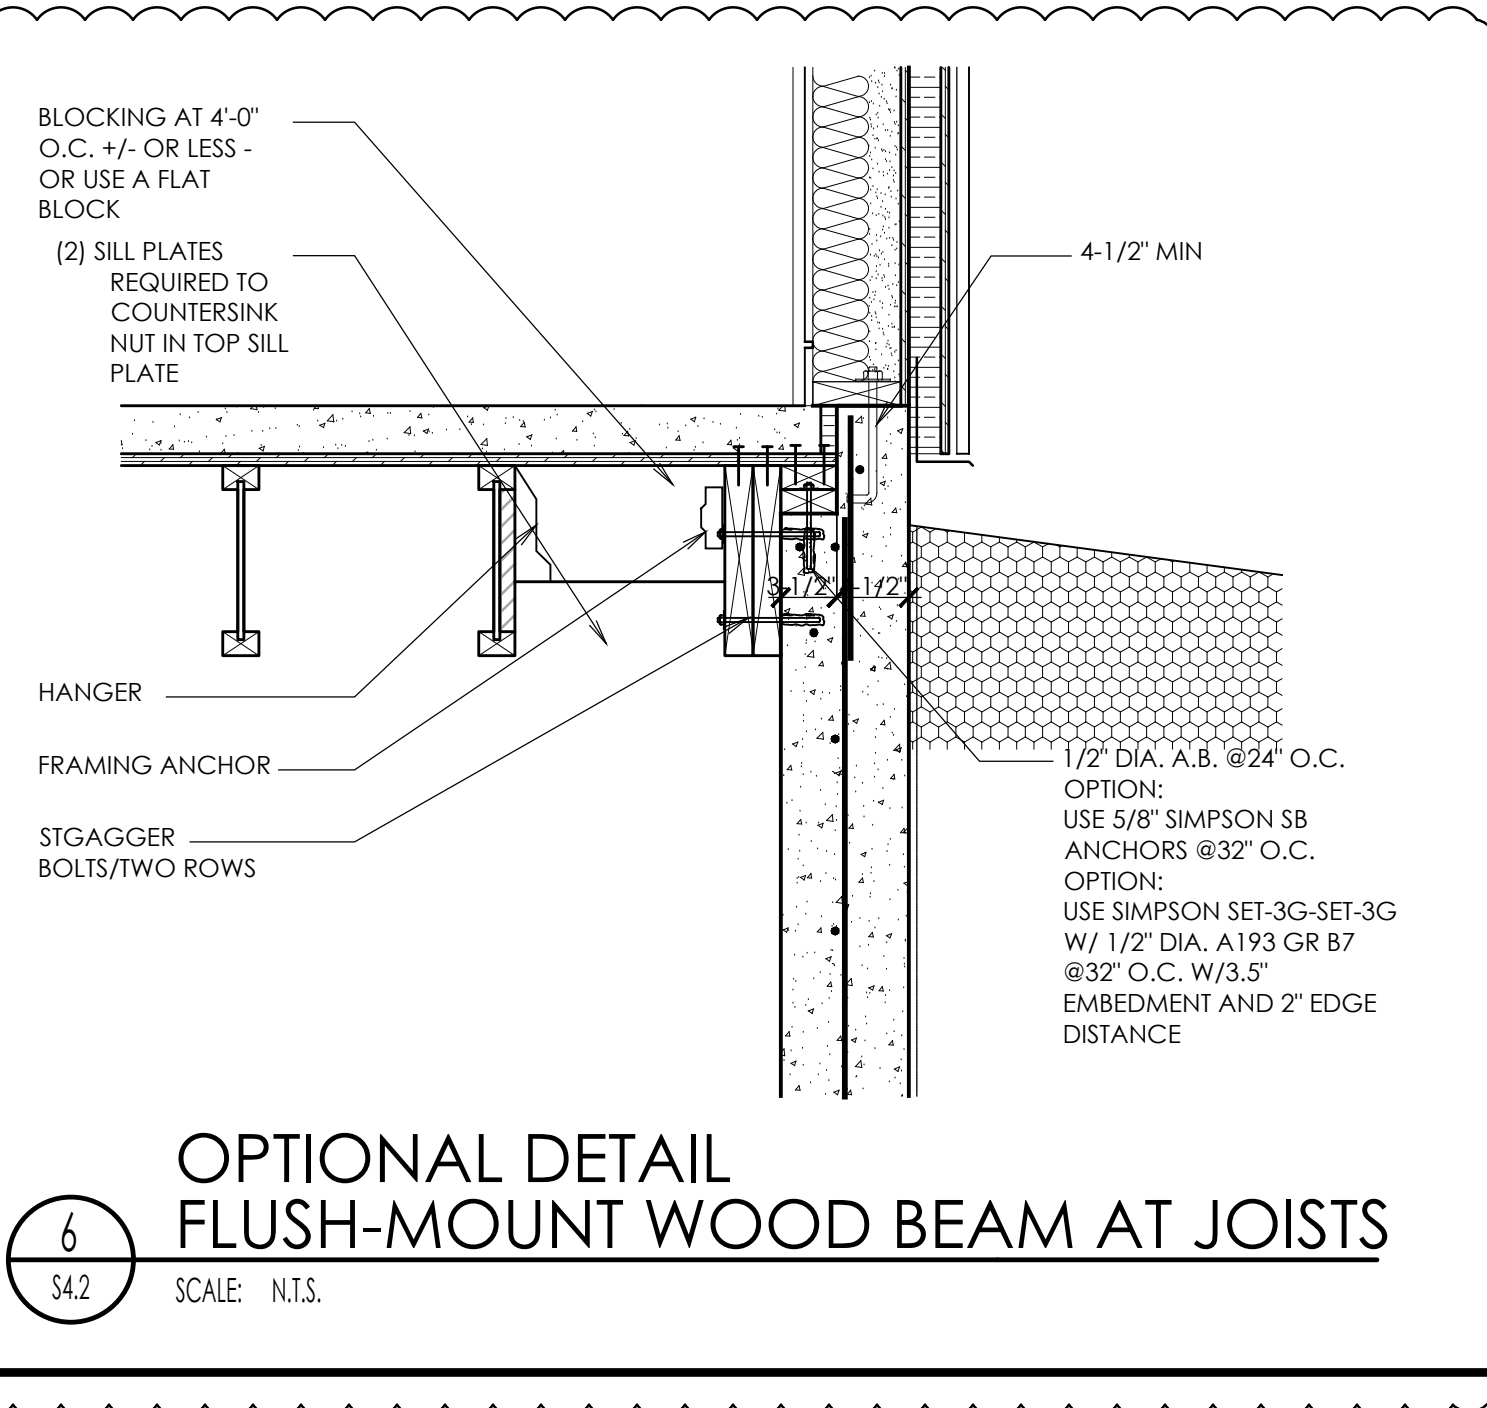 BLOCKING AT 4'-0"
O.C. +/- OR LESS -
OR USE A FLAT
BLOCK
(2) SILL PLATES
REQUIRED TO
COUNTERSINK
NUT IN TOP SILL
PLATE
4-1/2" MIN
3-1/2"
HANGER
FRAMING ANCHOR
STGAGGER
BOLTS/TWO ROWS
1/2" DIA. A.B. @24" O.C.
OPTION:
USE 5/8" SIMPSON SB
ANCHORS @32" O.C.
OPTION:
USE SIMPSON SET-3G-SET-3G
W/ 1/2" DIA. A193 GR B7
@32" O.C. W/3.5"
EMBEDMENT AND 2" EDGE
DISTANCE
OPTIONAL DETAIL
FLUSH-MOUNT WOOD BEAM AT JOISTS
6
S4.2
SCALE: N.T.S.